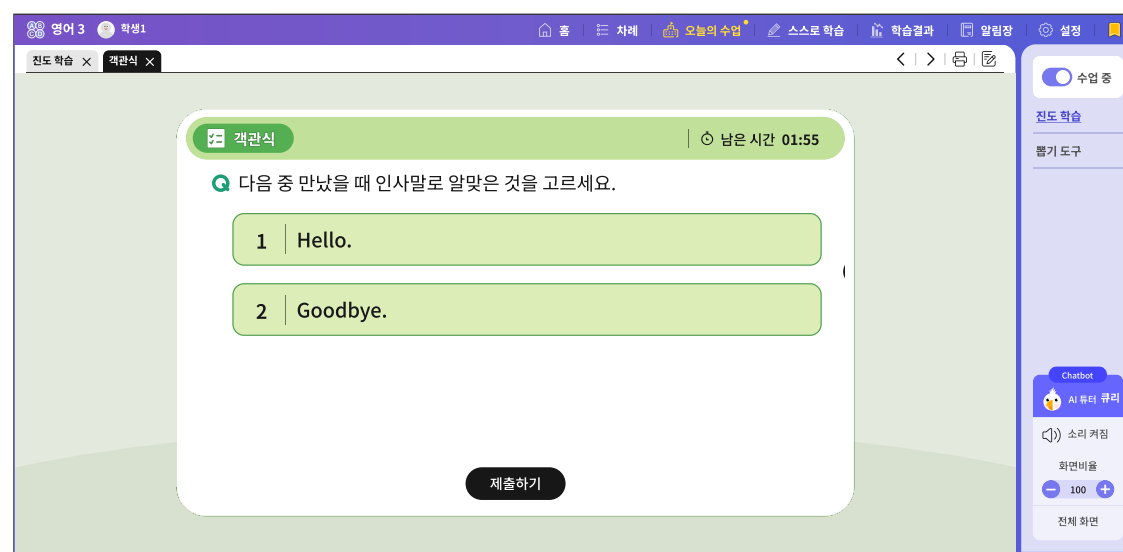 영어 3 학생1 홈 차례 오늘의 수업 스스로 학습 학습결과 알림장 설정
진도 학습 객관식
수업 중
진도 학습
뽑기 도구
객관식 남은 시간 01:55
Q 다음 중 만났을 때 인사말로 알맞은 것을 고르세요.
1 Hello.
2 Goodbye.
제출하기
Chatbot
AI 튜터 큐리
소리 켜짐
화면비율
100
전체 화면